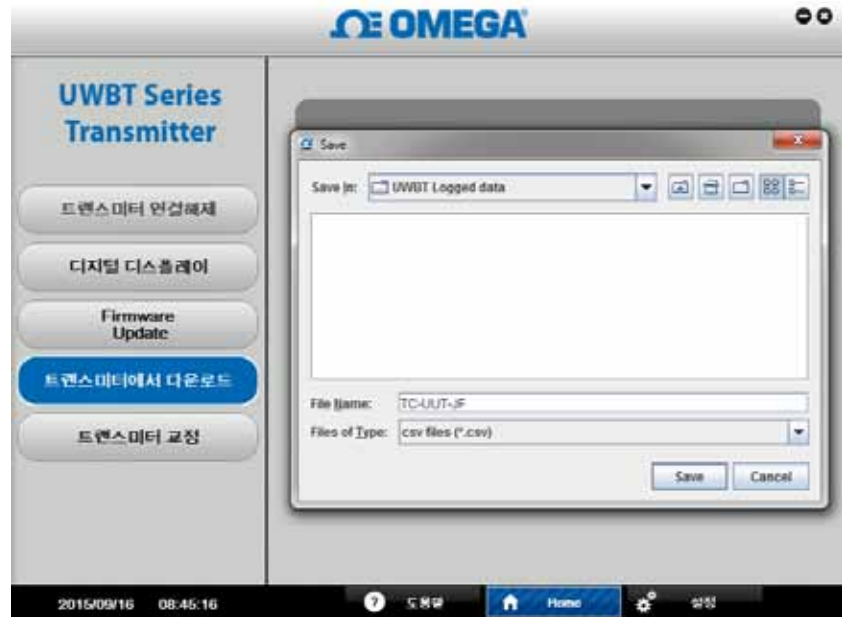 OMEGA
UWBT Series
Transmitter
트랜스미터 연결해제
디지털 디스플레이
Firmware
Update
트랜스미터에서 다운로드
트랜스미터 교정
Save
Save In:
UWBT Logged data
File Name:
TC-UUT-JF
Files of Type:
csv files (*.csv)
Save
Cancel
2015/09/16 08:45:16
도움말
Home
설정